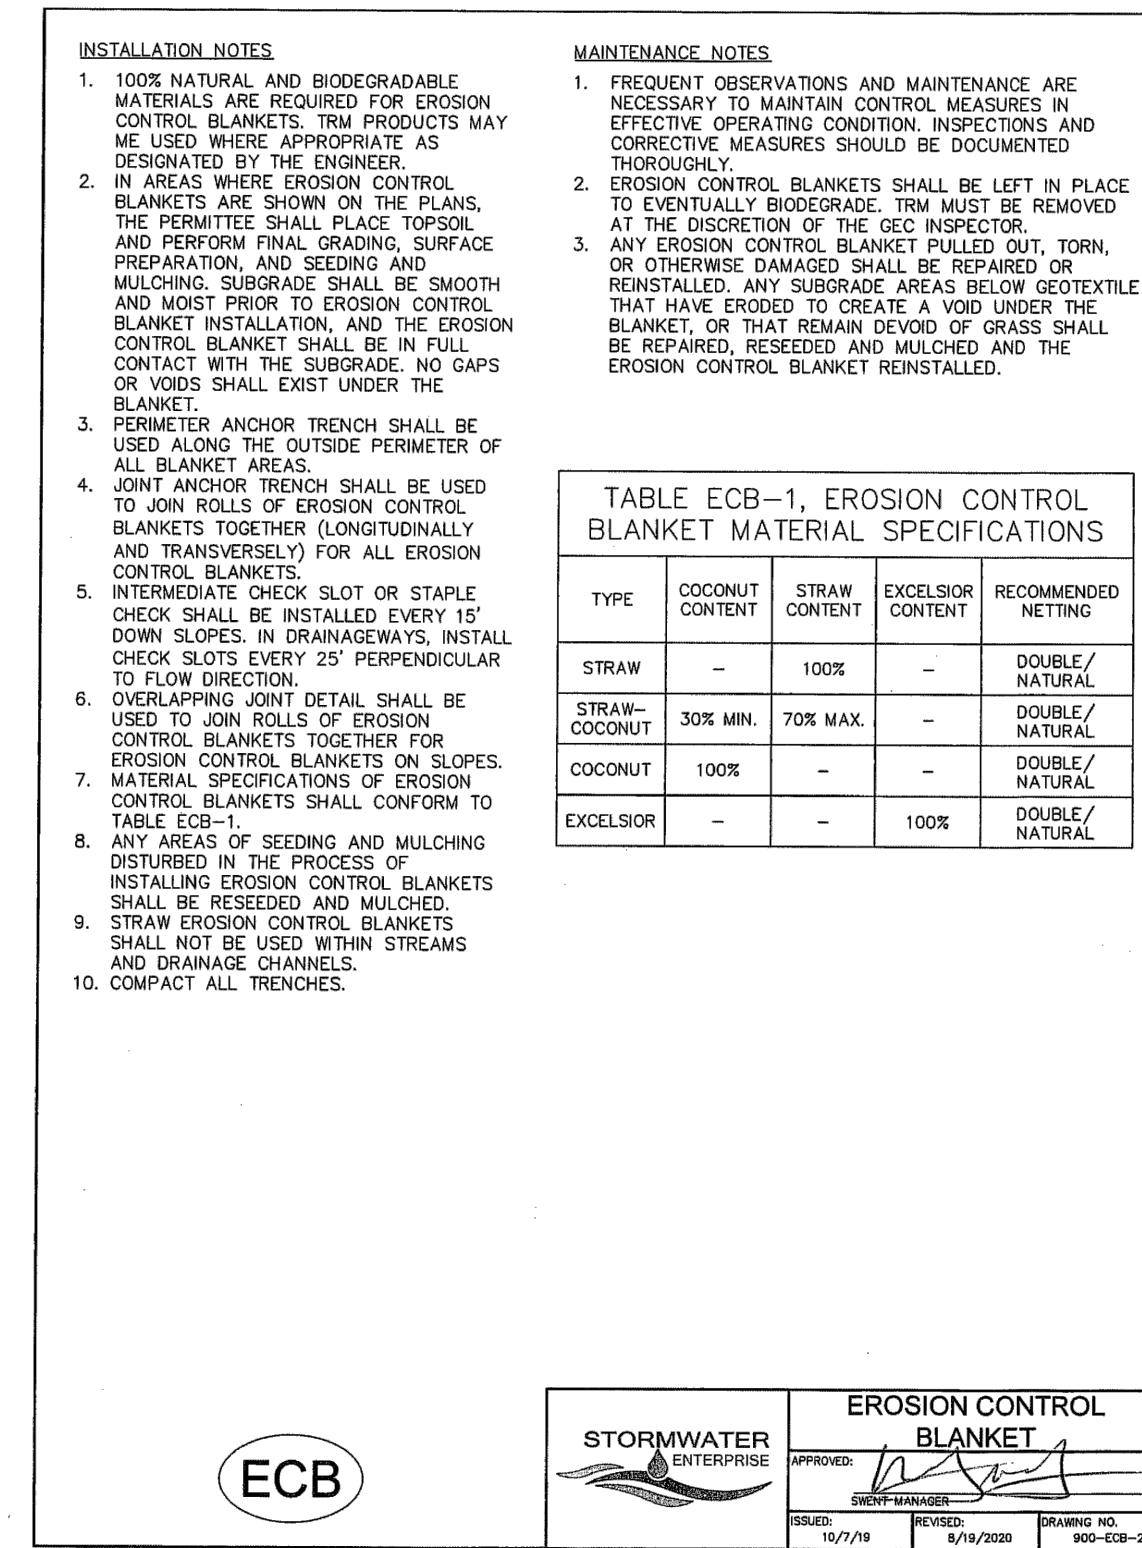 INSTALLATION NOTES
1. 100% NATURAL AND BIODEGRADABLE
MATERIALS ARE REQUIRED FOR EROSION
CONTROL BLANKETS. TRM PRODUCTS MAY
ME USED WHERE APPROPRIATE AS
DESIGNATED BY THE ENGINEER.
2. IN AREAS WHERE EROSION CONTROL
BLANKETS ARE SHOWN ON THE PLANS,
THE PERMITTEE SHALL PLACE TOPSOIL
AND PERFORM FINAL GRADING, SURFACE
PREPARATION, AND SEEDING AND
MULCHING. SUBGRADE SHALL BE SMOOTH
AND MOIST PRIOR TO EROSION CONTROL
BLANKET INSTALLATION, AND THE EROSION
CONTROL BLANKET SHALL BE IN FULL
CONTACT WITH THE SUBGRADE. NO GAPS
OR VOIDS SHALL EXIST UNDER THE
BLANKET.
3. PERIMETER ANCHOR TRENCH SHALL BE
USED ALONG THE OUTSIDE PERIMETER OF
ALL BLANKET AREAS.
4. JOINT ANCHOR TRENCH SHALL BE USED
TO JOIN ROLLS OF EROSION CONTROL
BLANKETS TOGETHER (LONGITUDINALLY
AND TRANSVERSELY) FOR ALL EROSION
CONTROL BLANKETS.
5. INTERMEDIATE CHECK SLOT OR STAPLE
CHECK SHALL BE INSTALLED EVERY 15'
DOWN SLOPES. IN DRAINAGEWAYS, INSTALL
CHECK SLOTS EVERY 25' PERPENDICULAR
TO FLOW DIRECTION.
6. OVERLAPPING JOINT DETAIL SHALL BE
USED TO JOIN ROLLS OF EROSION
CONTROL BLANKETS TOGETHER FOR
EROSION CONTROL BLANKETS ON SLOPES.
7. MATERIAL SPECIFICATIONS OF EROSION
CONTROL BLANKETS SHALL CONFORM TO
TABLE ECB-1.
8. ANY AREAS OF SEEDING AND MULCHING
DISTURBED IN THE PROCESS OF
INSTALLING EROSION CONTROL BLANKETS
SHALL BE RESEEDED AND MULCHED.
9. STRAW EROSION CONTROL BLANKETS
SHALL NOT BE USED WITHIN STREAMS
AND DRAINAGE CHANNELS.
10. COMPACT ALL TRENCHES.
MAINTENANCE NOTES
1. FREQUENT OBSERVATIONS AND MAINTENANCE ARE
NECESSARY TO MAINTAIN CONTROL MEASURES IN
EFFECTIVE OPERATING CONDITION. INSPECTIONS AND
CORRECTIVE MEASURES SHOULD BE DOCUMENTED
THOROUGHLY.
2. EROSION CONTROL BLANKETS SHALL BE LEFT IN PLACE
TO EVENTUALLY BIODEGRADE. TRM MUST BE REMOVED
AT THE DISCRETION OF THE GEC INSPECTOR.
3. ANY EROSION CONTROL BLANKET PULLED OUT, TORN,
OR OTHERWISE DAMAGED SHALL BE REPAIRED OR
REINSTALLED. ANY SUBGRADE AREAS BELOW GEOTEXTILE
THAT HAVE ERODED TO CREATE A VOID UNDER THE
BLANKET, OR THAT REMAIN DEVOID OF GRASS SHALL
BE REPAIRED, RESEEDED AND MULCHED AND THE
EROSION CONTROL BLANKET REINSTALLED.
TABLE ECB-1, EROSION CONTROL
BLANKET MATERIAL SPECIFICATIONS
TYPE COCONUT CONTENT STRAW CONTENT EXCELSIOR CONTENT RECOMMENDED NETTING
STRAW – 100% – DOUBLE/ NATURAL
STRAW-COCONUT 30% MIN. 70% MAX. – DOUBLE/ NATURAL
COCONUT 100% – – DOUBLE/ NATURAL
EXCELSIOR – – 100% DOUBLE/ NATURAL
ECB
STORMWATER
ENTERPRISE
EROSION CONTROL
BLANKET
APPROVED:
SWENT MANAGER
ISSUED: REVISED: DRAWING NO.
10/7/19 8/19/2020 900-ECB-2